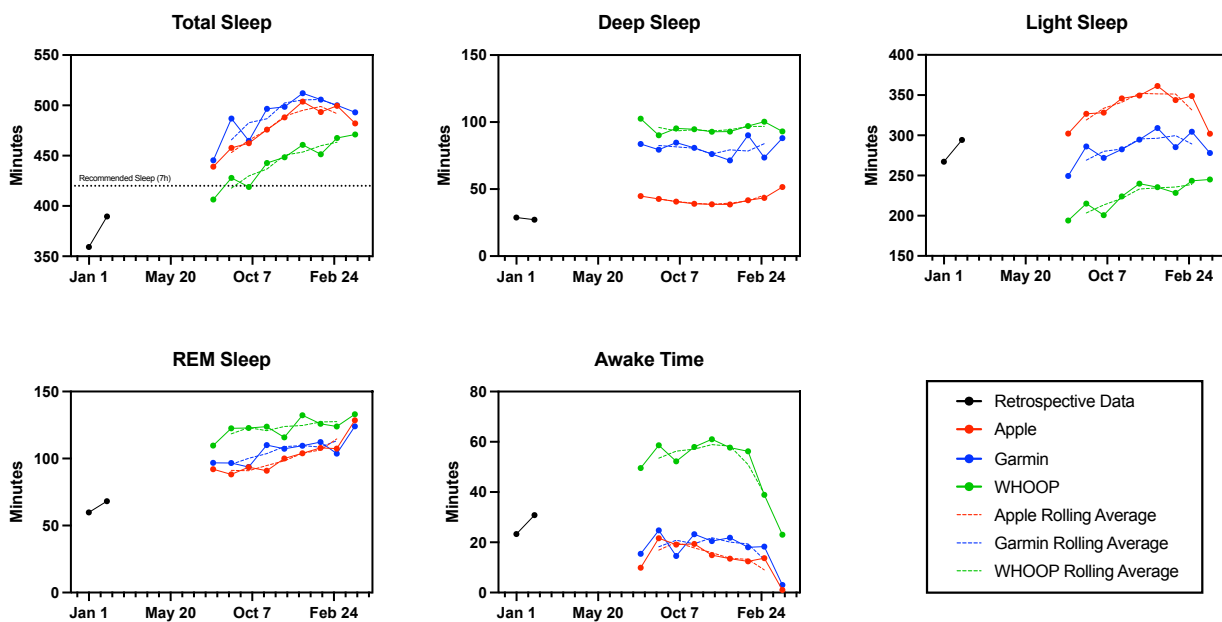 Total Sleep
Minutes
550
500
450
400
350
Recommended Sleep (7h)
Jan 1
May 20
Oct 7
Feb 24
Deep Sleep
Minutes
150
100
50
0
Jan 1
May 20
Oct 7
Feb 24
Light Sleep
Minutes
400
350
300
250
200
150
Jan 1
May 20
Oct 7
Feb 24
REM Sleep
Minutes
150
100
50
0
Jan 1
May 20
Oct 7
Feb 24
Awake Time
Minutes
80
60
40
20
0
Jan 1
May 20
Oct 7
Feb 24
Retrospective Data
Apple
Garmin
WHOOP
Apple Rolling Average
Garmin Rolling Average
WHOOP Rolling Average